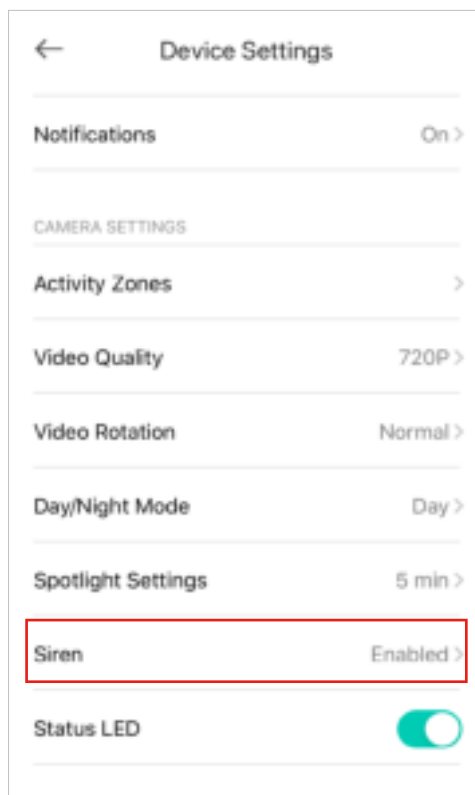 Device Settings
Notifications On
CAMERA SETTINGS
Activity Zones
Video Quality 720P
Video Rotation Normal
Day/Night Mode Day
Spotlight Settings 5 min
Siren Enabled
Status LED